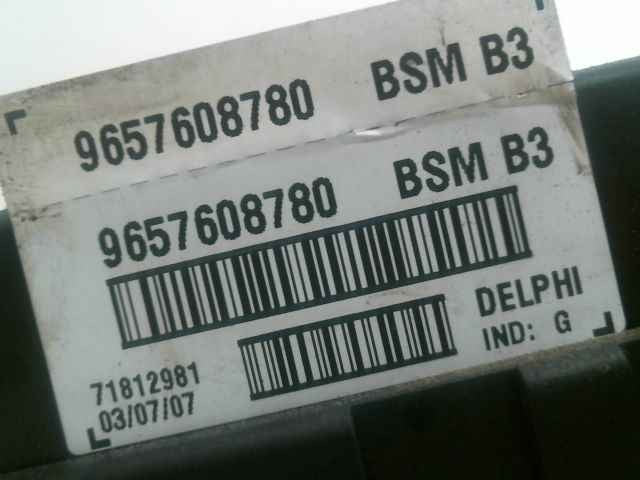 9657608780 BSM B3
9657608780 BSM B3
DELPHI
IND: G
71812981
03/07/07